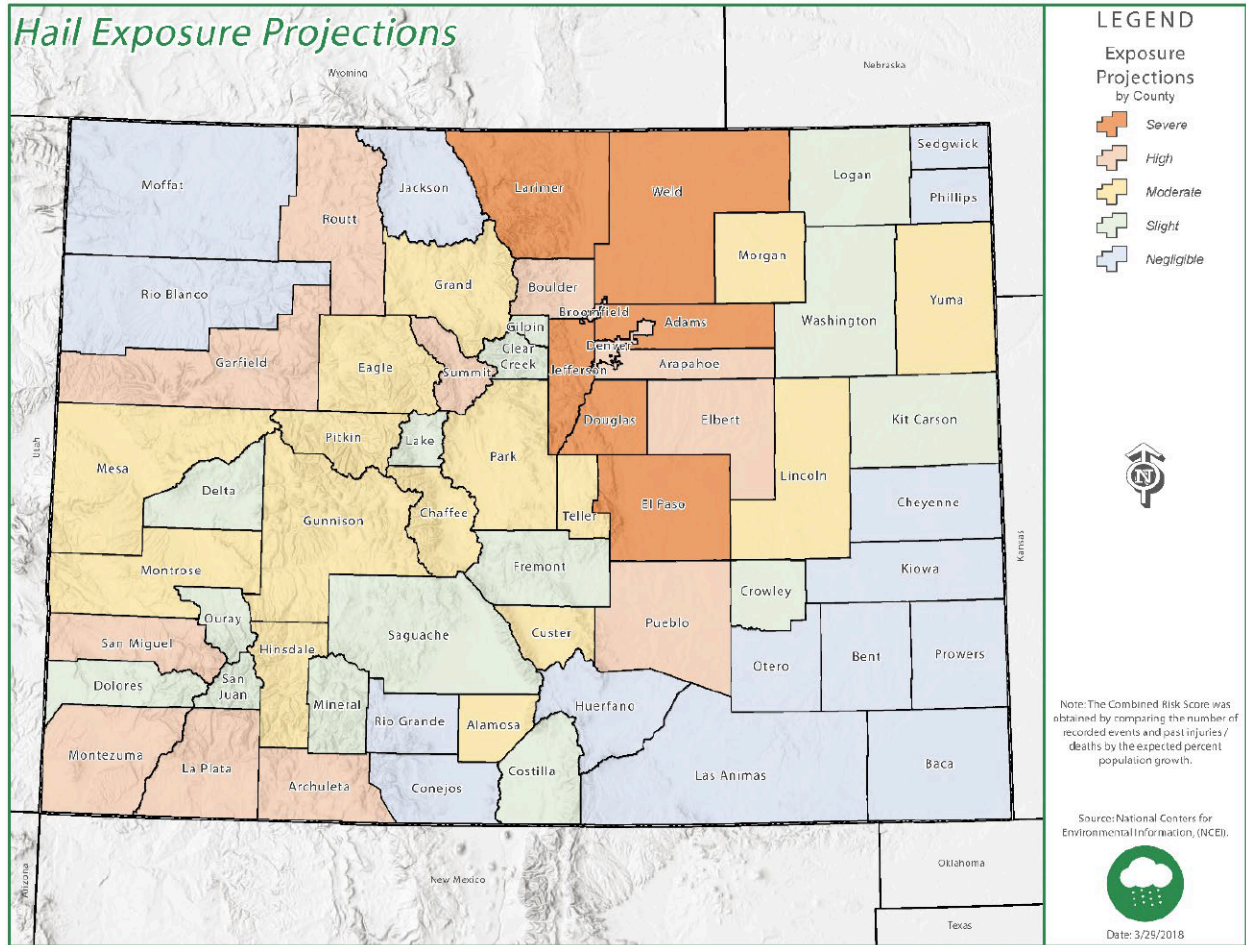 Hail Exposure Projections
Wyoming
Nebraska
Moffat
Jackson
Larimer
Weld
Logan
Sedgwick
Phillips
Routt
Rio Blanco
Grand
Boulder
Morgan
Yuma
Washington
Broomfield
Gilpin
Adams
Garfield
Eagle
Summit
Clear
Creek
Denver
Jefferson
Arapahoe
Utah
Mesa
Pitkin
Lake
Park
Douglas
Elbert
Lincoln
Kit Carson
Delta
Gunnison
Chaffee
Teller
El Paso
Cheyenne
Kansas
Montrose
Fremont
Crowley
Kiowa
Ouray
San Miguel
Hinsdale
Saguache
Custer
Pueblo
Otero
Bent
Prowers
Dolores
San
Juan
Mineral
Rio Grande
Alamosa
Huerfano
Montezuma
La Plata
Archuleta
Conejos
Costilla
Las Animas
Baca
Arizona
New Mexico
Oklahoma
Texas
LEGEND
Exposure
Projections
by County
Severe
High
Moderate
Slight
Negligible
N
Note: The Combined Risk Score was
obtained by comparing the number of
recorded events and past injuries /
deaths by the expected percent
population growth.
Source: National Centers for
Environmental Information, (NCEI).
Date: 3/29/2018